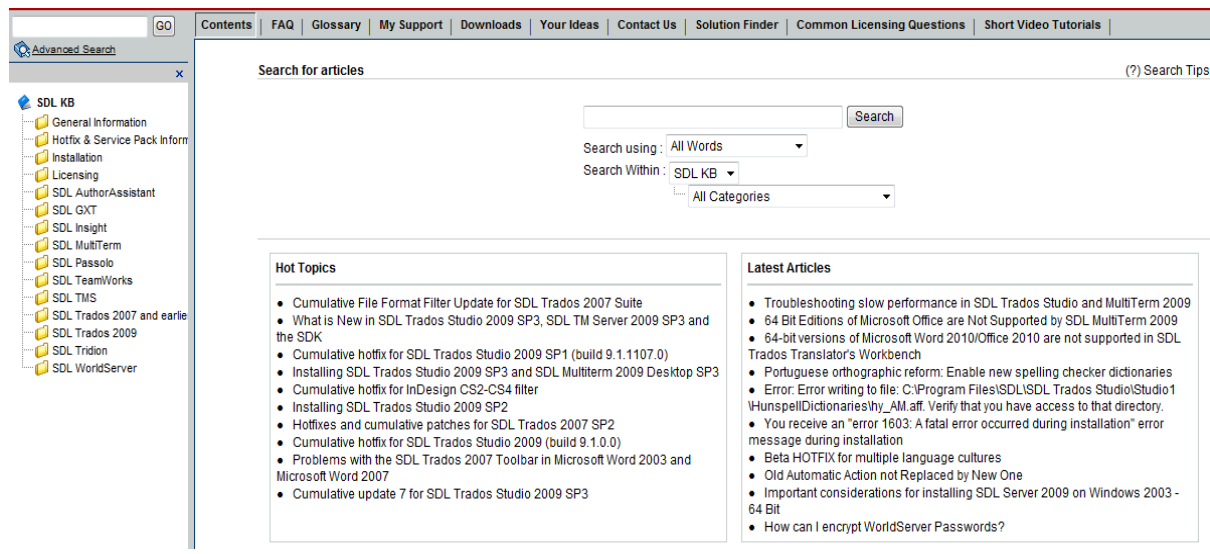 GO
Advanced Search
x
SDL KB
General Information
Hotfix & Service Pack Inform
Installation
Licensing
SDL AuthorAssistant
SDL GXT
SDL Insight
SDL MultiTerm
SDL Passolo
SDL TeamWorks
SDL TMS
SDL Trados 2007 and earlie
SDL Trados 2009
SDL Tridion
SDL WorldServer
Contents | FAQ | Glossary | My Support | Downloads | Your Ideas | Contact Us | Solution Finder | Common Licensing Questions | Short Video Tutorials |
Search for articles
(?) Search Tips
Search
Search using : All Words
Search Within : SDL KB
All Categories
Hot Topics
• Cumulative File Format Filter Update for SDL Trados 2007 Suite
• What is New in SDL Trados Studio 2009 SP3, SDL TM Server 2009 SP3 and
the SDK
• Cumulative hotfix for SDL Trados Studio 2009 SP1 (build 9.1.1107.0)
• Installing SDL Trados Studio 2009 SP3 and SDL Multiterm 2009 Desktop SP3
• Cumulative hotfix for InDesign CS2-CS4 filter
• Installing SDL Trados Studio 2009 SP2
• Hotfixes and cumulative patches for SDL Trados 2007 SP2
• Cumulative hotfix for SDL Trados Studio 2009 (build 9.1.0.0)
• Problems with the SDL Trados 2007 Toolbar in Microsoft Word 2003 and
Microsoft Word 2007
• Cumulative update 7 for SDL Trados Studio 2009 SP3
Latest Articles
• Troubleshooting slow performance in SDL Trados Studio and MultiTerm 2009
• 64 Bit Editions of Microsoft Office are Not Supported by SDL MultiTerm 2009
• 64-bit versions of Microsoft Word 2010/Office 2010 are not supported in SDL
Trados Translator's Workbench
• Portuguese orthographic reform: Enable new spelling checker dictionaries
• Error: Error writing to file: C:\Program Files\SDL\SDL Trados Studio\Studio1
\HunspellDictionaries\hy_AM.aff. Verify that you have access to that directory.
• You receive an "error 1603: A fatal error occurred during installation" error
message during installation
• Beta HOTFIX for multiple language cultures
• Old Automatic Action not Replaced by New One
• Important considerations for installing SDL Server 2009 on Windows 2003 -
64 Bit
• How can I encrypt WorldServer Passwords?